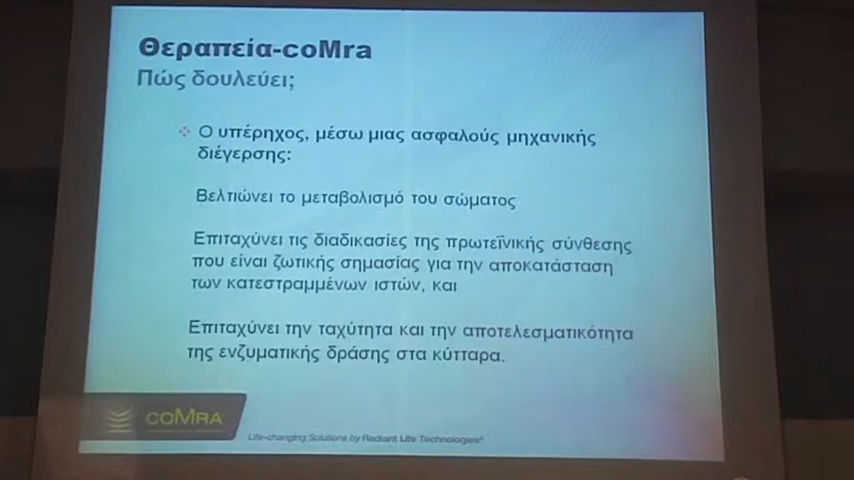 Θεραπεία-coMra
Πώς δουλεύει;
Ο υπέρηχος, μέσω μιας ασφαλούς μηχανικής
διέγερσης:
Βελτιώνει το μεταβολισμό του σώματος
Επιταχύνει τις διαδικασίες της πρωτεϊνικής σύνθεσης
που είναι ζωτικής σημασίας για την αποκατάσταση
των κατεστραμμένων ιστών, και
Επιταχύνει την ταχύτητα και την αποτελεσματικότητα
της ενζυματικής δράσης στα κύτταρα.
coMra
Life-changing Solutions by Radiant Life Technologies®